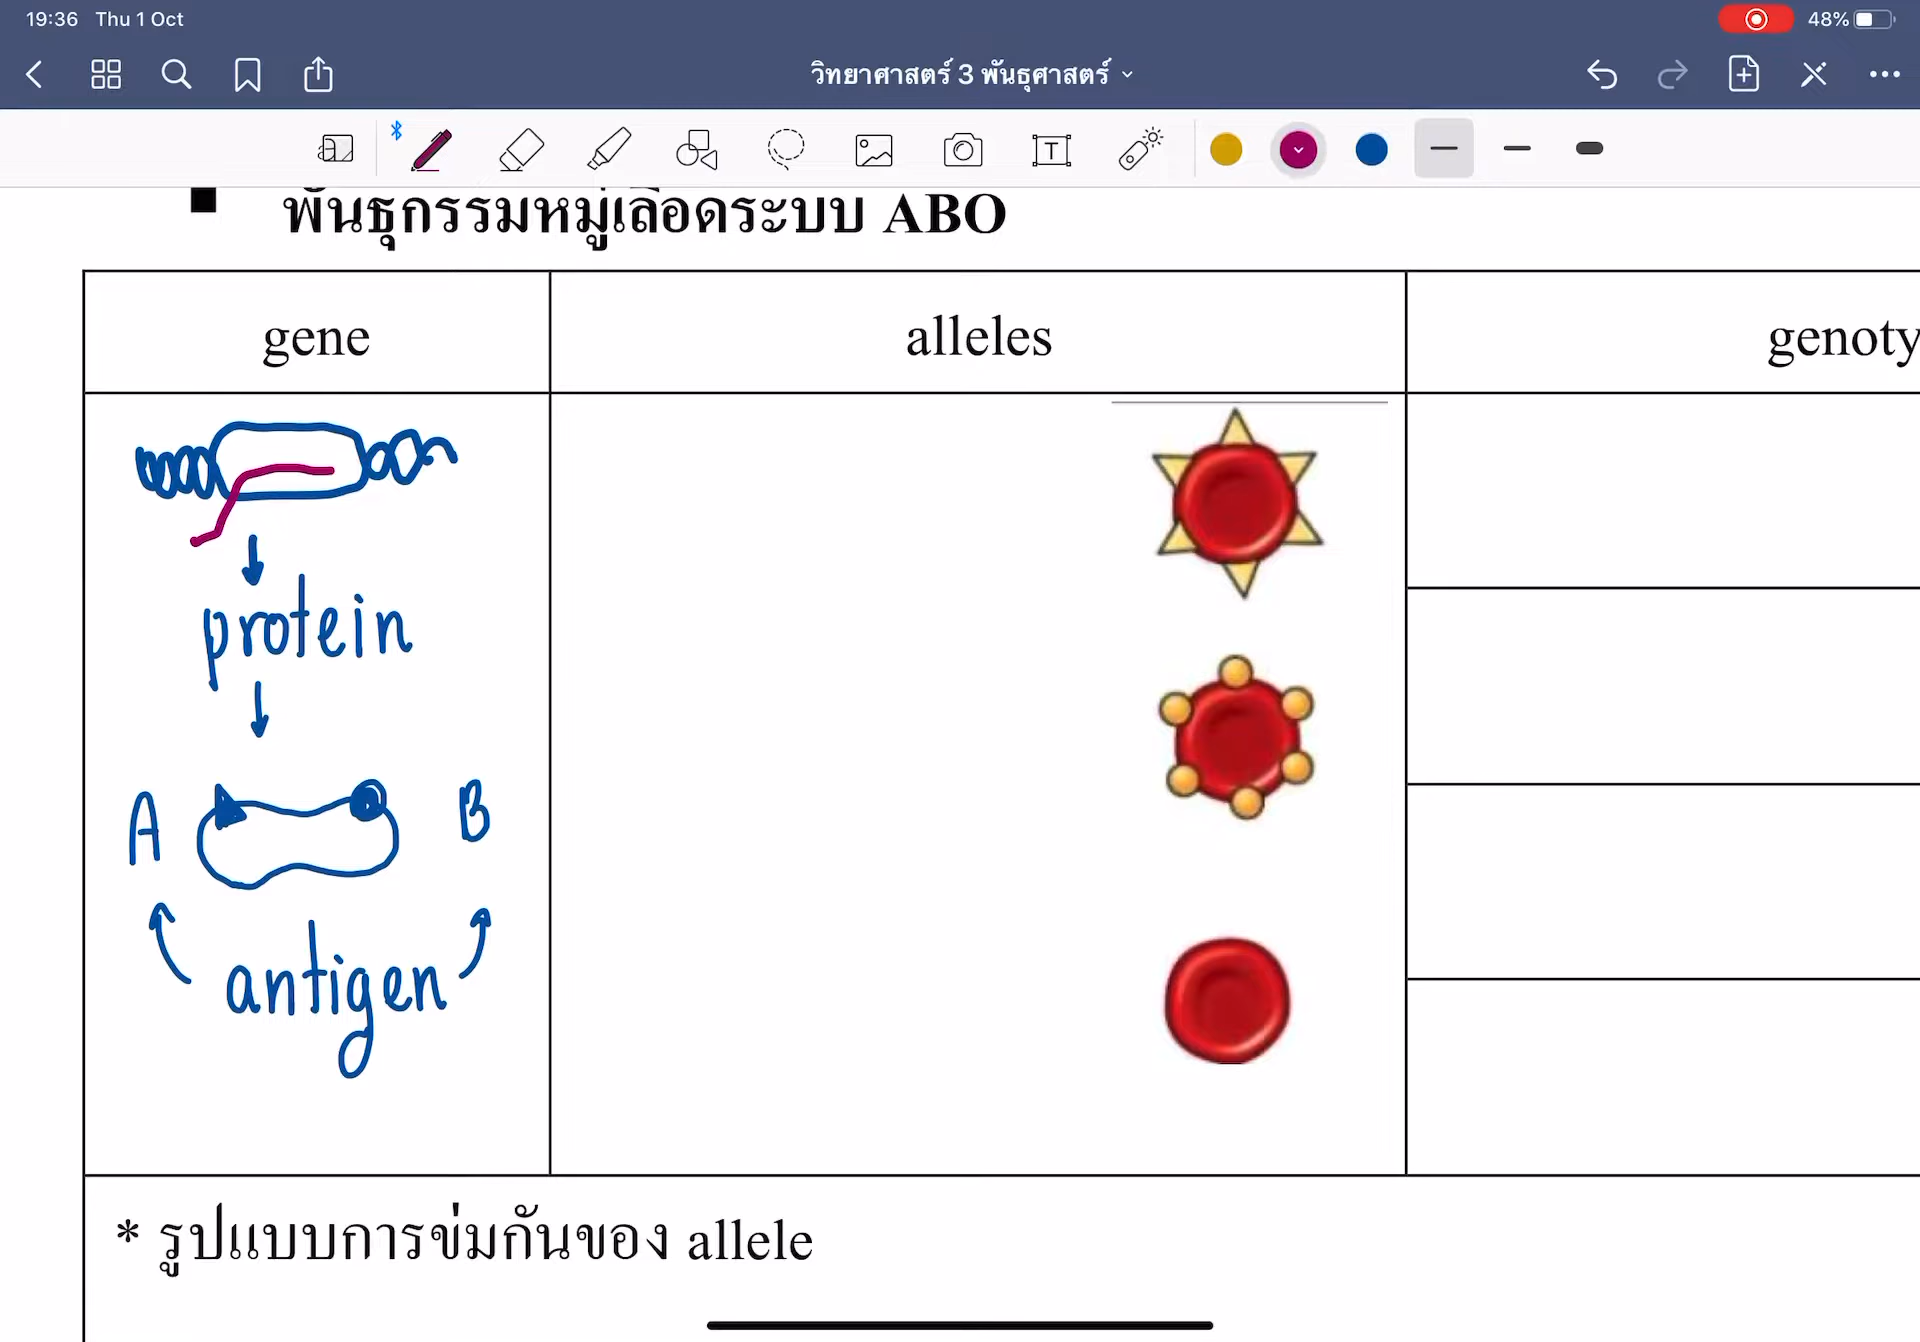 19:36 Thu 1 Oct
48%
วิทยาศาสตร์ 3 พันธุศาสตร์
a
T
พันธุกรรมหมู่เลือดระบบ ABO
gene
alleles
genoty
protein
A
B
antigen
* รูปแบบการข่มกันของ allele